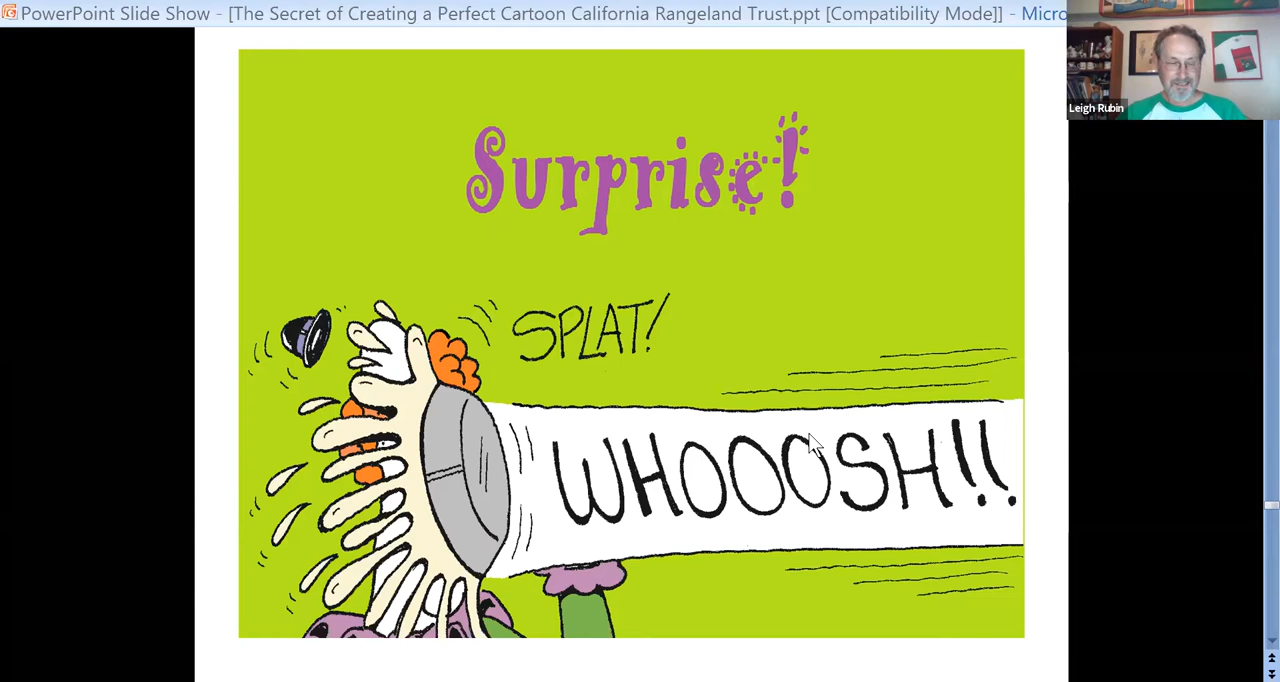 PowerPoint Slide Show - [The Secret of Creating a Perfect Cartoon California Rangeland Trust.ppt [Compatibility Mode]] - Micro
Leigh Rubin
Surprise!
SPLAT!
WHOOOSH!!